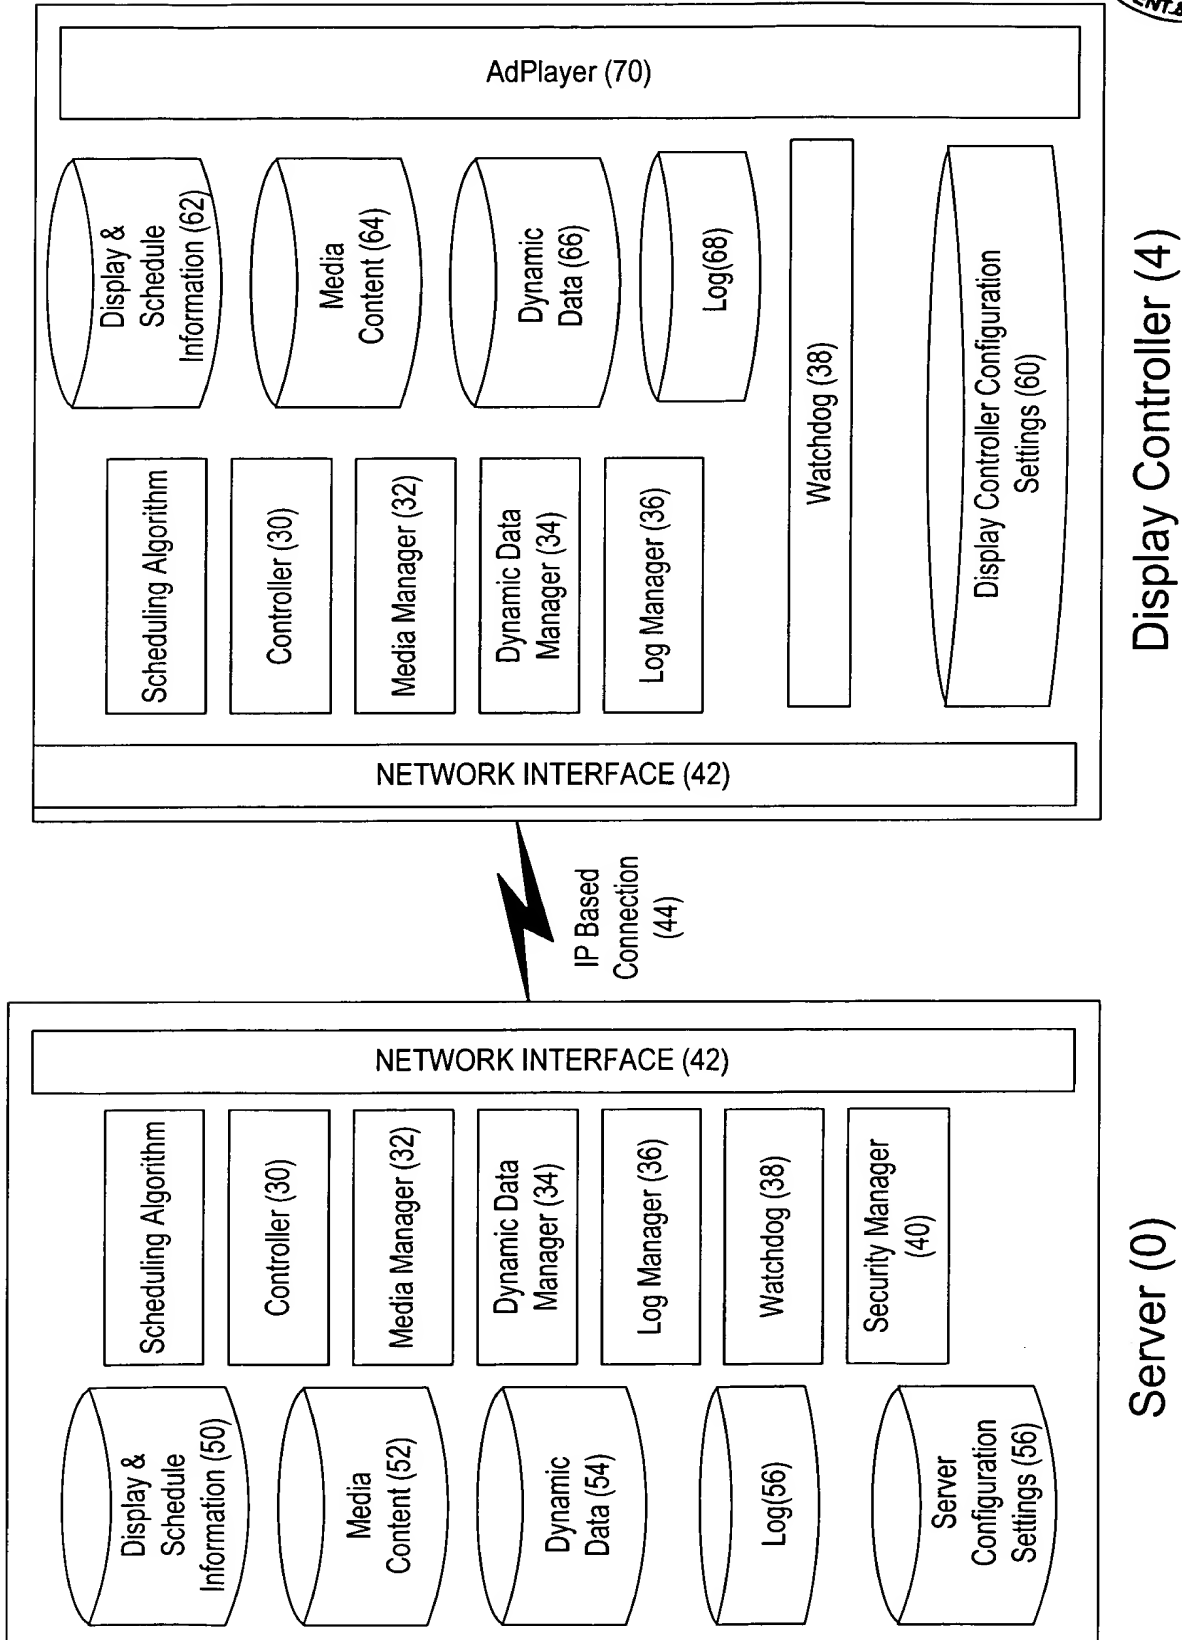 Display &
Schedule
Information (50)
Media
Content (52)
Dynamic
Data (54)
Log(56)
Server
Configuration
Settings (56)
Scheduling Algorithm
Controller (30)
Media Manager (32)
Dynamic Data
Manager (34)
Log Manager (36)
Watchdog (38)
Security Manager
(40)
NETWORK INTERFACE (42)
Server (0)
IP Based
Connection
(44)
NETWORK INTERFACE (42)
Scheduling Algorithm
Controller (30)
Media Manager (32)
Dynamic Data
Manager (34)
Log Manager (36)
Display &
Schedule
Information (62)
Media
Content (64)
Dynamic
Data (66)
Log(68)
Watchdog (38)
Display Controller Configuration
Settings (60)
AdPlayer (70)
Display Controller (4)